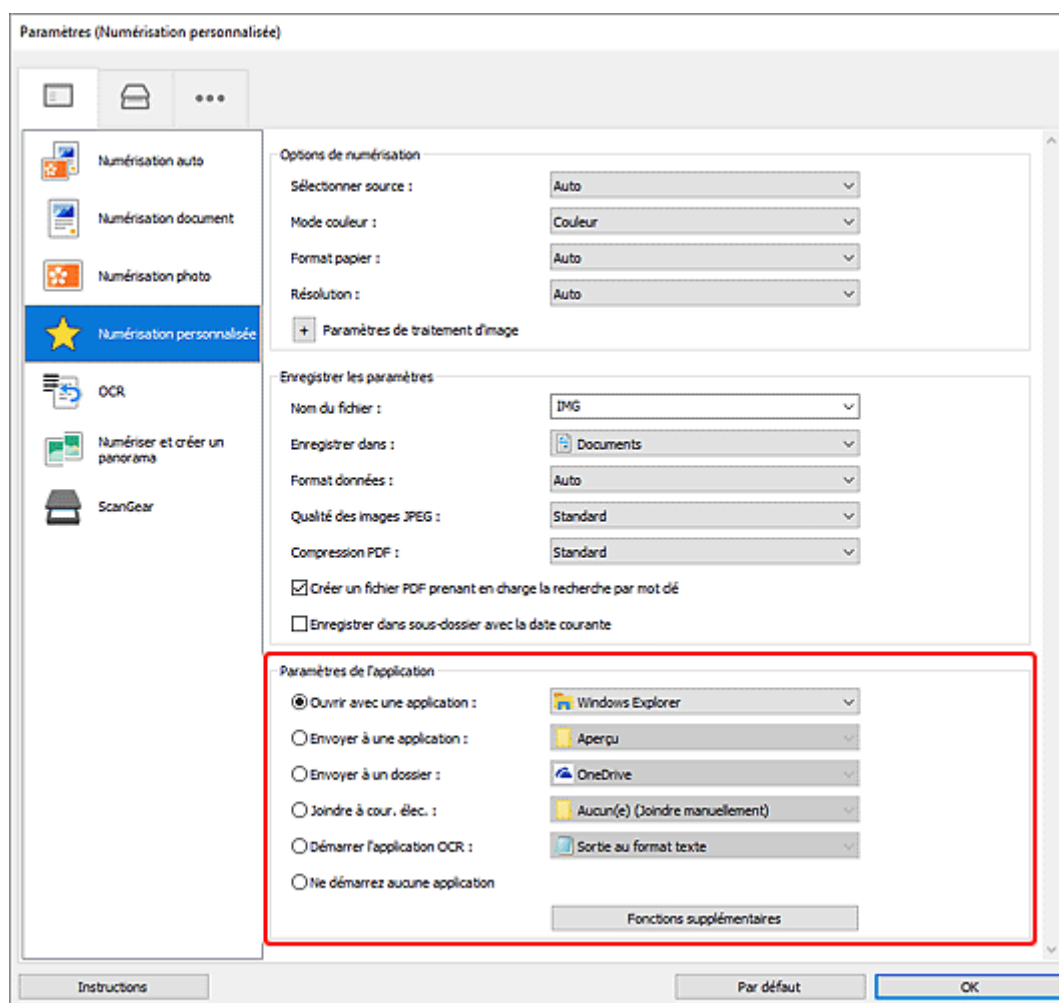 Paramètres (Numérisation personnalisée)
Numérisation auto
Numérisation document
Numérisation photo
Numérisation personnalisée
OCR
Numériser et créer un
panorama
ScanGear
Options de numérisation
Sélectionner source : Auto
Mode couleur : Couleur
Format papier : Auto
Résolution : Auto
+ Paramètres de traitement d'image
Enregistrer les paramètres
Nom du fichier : IMG
Enregistrer dans : Documents
Format données : Auto
Qualité des images JPEG : Standard
Compression PDF : Standard
Créer un fichier PDF prenant en charge la recherche par mot clé
Enregistrer dans sous-dossier avec la date courante
Paramètres de l'application
Ouvrir avec une application : Windows Explorer
Envoyer à une application : Aperçu
Envoyer à un dossier : OneDrive
Joindre à cour. élec. : Aucun(e) (Joindre manuellement)
Démarrer l'application OCR : Sortie au format texte
Ne démarrez aucune application
Fonctions supplémentaires
Instructions Par défaut OK